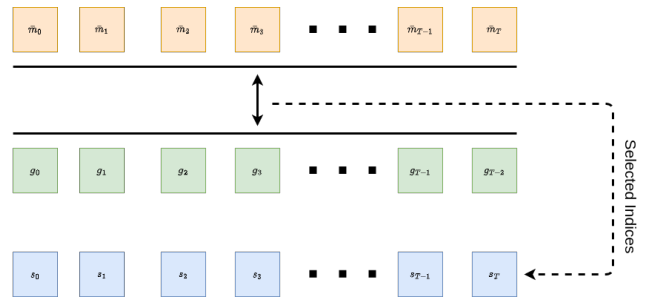 m̄₀ m̄₁ m̄₂ m̄₃ m̄_{T−1} m̄_T
g₀ g₁ g₂ g₃ g_{T−1} g_{T−2}
s₀ s₁ s₂ s₃ s_{T−1} s_T
Selected Indices